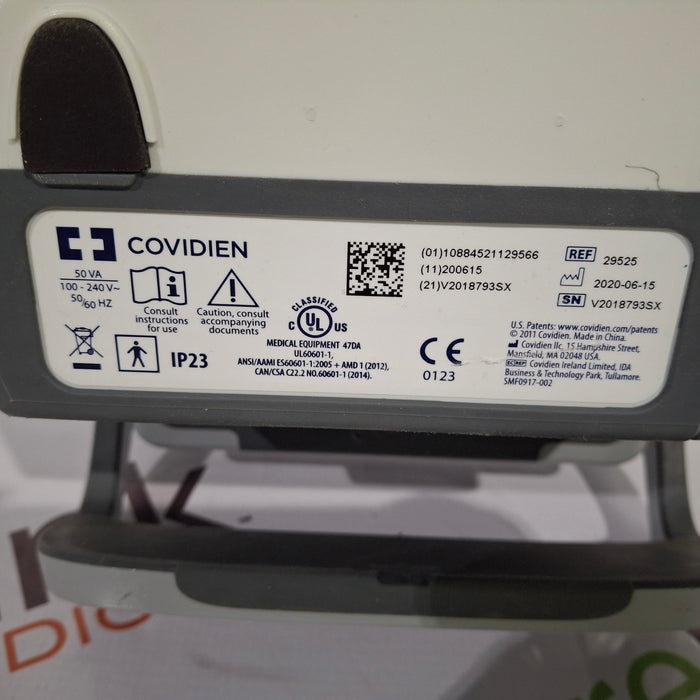 COVIDIEN
50 VA
100 - 240 V~
50/60 HZ
Consult
instructions
for use
Caution, consult
accompanying
documents
CLASSIFIED
C UL US
MEDICAL EQUIPMENT 47DA
UL60601-1,
ANSI/AAMI ES60601-1:2005 + AMD 1 (2012),
CAN/CSA C22.2 NO.60601-1 (2014).
IP23
(01)10884521129566
(11)200615
(21)V2018793SX
CE
0123
REF 29525
2020-06-15
SN V2018793SX
U.S. Patents: www.covidien.com/patents
© 2011 Covidien. Made in China.
Covidien llc, 15 Hampshire Street,
Mansfield, MA 02048 USA.
EC REP Covidien Ireland Limited, IDA
Business & Technology Park, Tullamore.
SMF0917-002